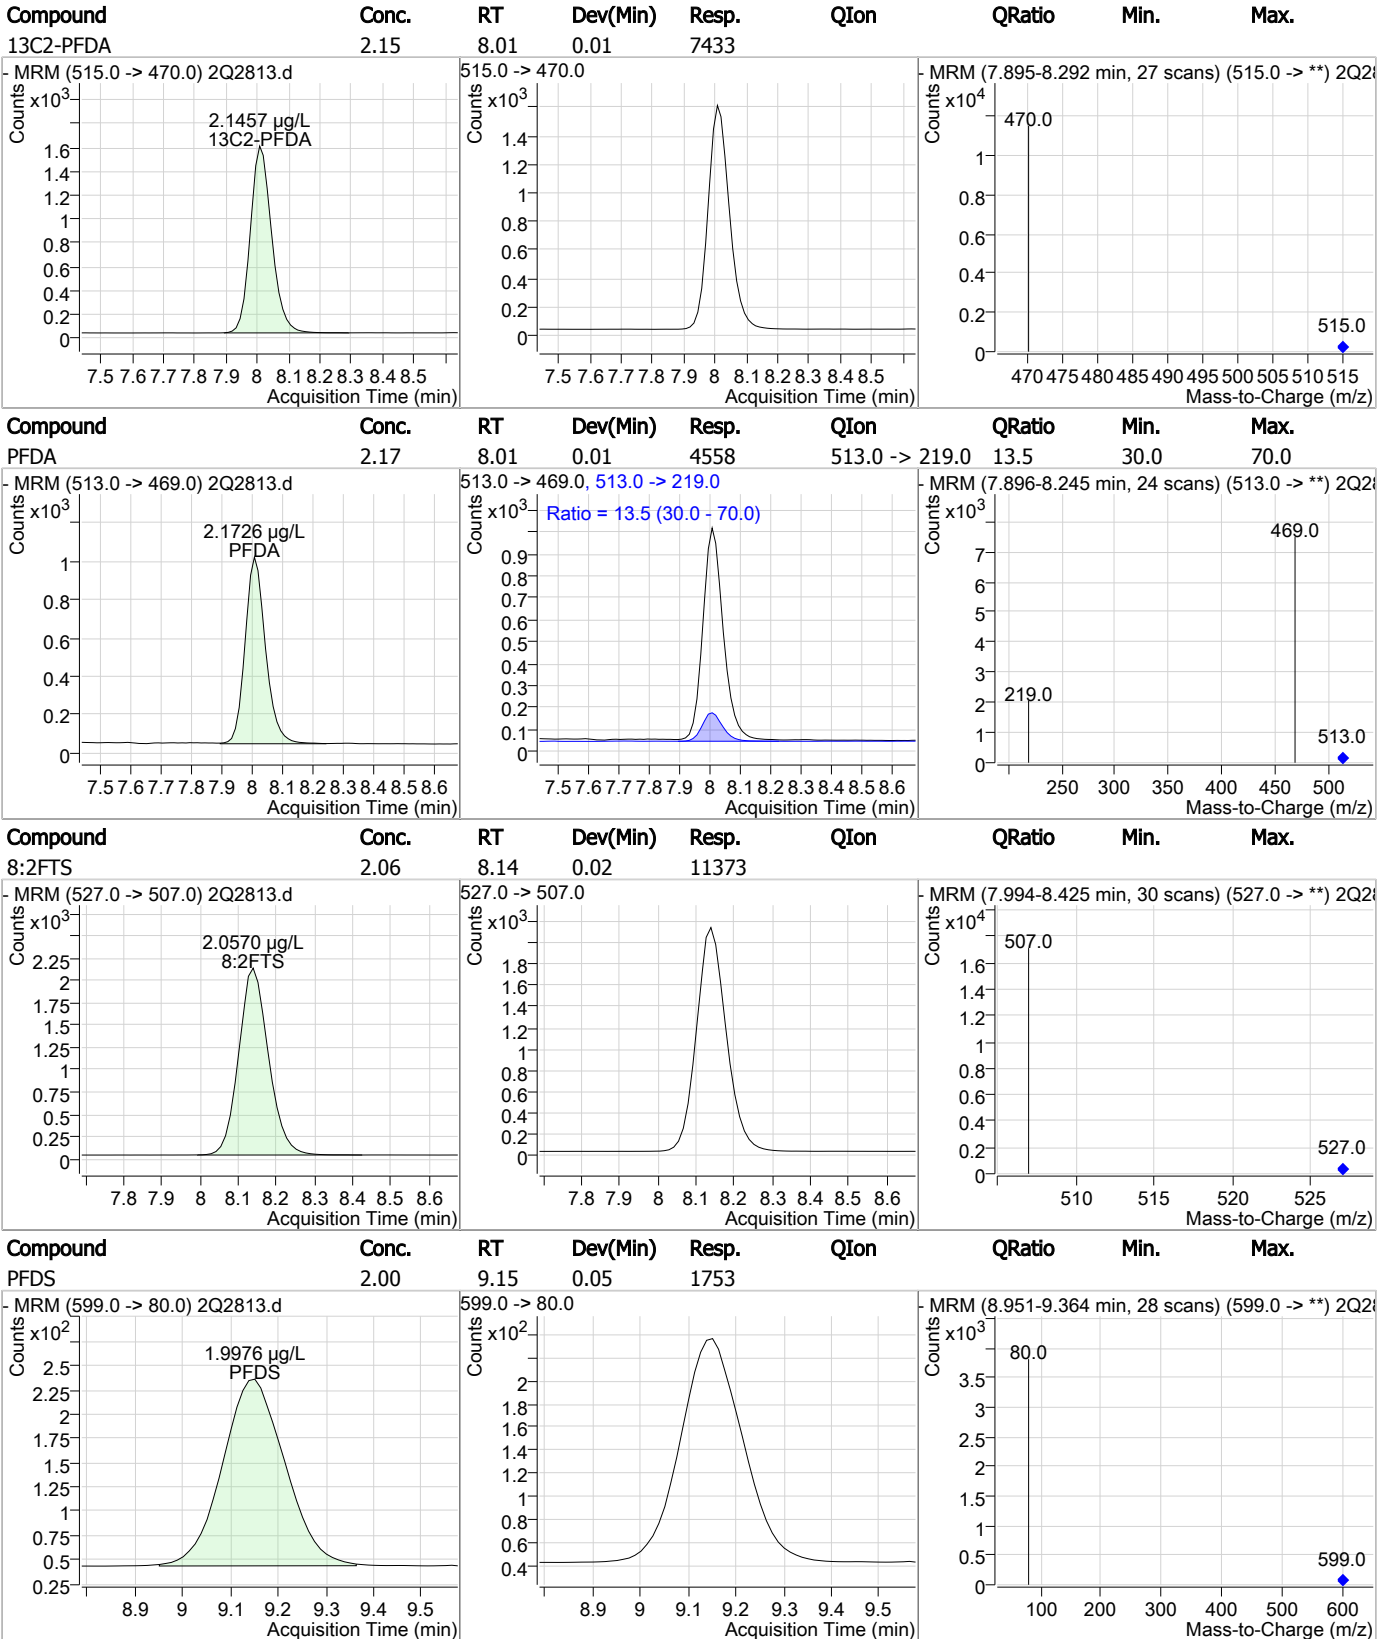 Compound Conc. RT Dev(Min) Resp. QIon QRatio Min. Max.
13C2-PFDA 2.15 8.01 0.01 7433
- MRM (515.0 -> 470.0) 2Q2813.d
Counts
x10³
2.1457 µg/L
13C2-PFDA
1.6
1.4
1.2
1
0.8
0.6
0.4
0.2
0
7.5 7.6 7.7 7.8 7.9 8 8.1 8.2 8.3 8.4 8.5
Acquisition Time (min)
515.0 -> 470.0
Counts
x10³
1.4
1.2
1
0.8
0.6
0.4
0.2
0
7.5 7.6 7.7 7.8 7.9 8 8.1 8.2 8.3 8.4 8.5
Acquisition Time (min)
- MRM (7.895-8.292 min, 27 scans) (515.0 -> **) 2Q28
Counts
x10⁴
470.0
1
0.8
0.6
0.4
0.2
0
515.0
470 475 480 485 490 495 500 505 510 515
Mass-to-Charge (m/z)
Compound Conc. RT Dev(Min) Resp. QIon QRatio Min. Max.
PFDA 2.17 8.01 0.01 4558 513.0 -> 219.0 13.5 30.0 70.0
- MRM (513.0 -> 469.0) 2Q2813.d
Counts
x10³
2.1726 µg/L
PFDA
1
0.8
0.6
0.4
0.2
0
7.5 7.6 7.7 7.8 7.9 8 8.1 8.2 8.3 8.4 8.5 8.6
Acquisition Time (min)
513.0 -> 469.0, 513.0 -> 219.0
Counts
x10³
Ratio = 13.5 (30.0 - 70.0)
0.9
0.8
0.7
0.6
0.5
0.4
0.3
0.2
0.1
0
7.5 7.6 7.7 7.8 7.9 8 8.1 8.2 8.3 8.4 8.5 8.6
Acquisition Time (min)
- MRM (7.896-8.245 min, 24 scans) (513.0 -> **) 2Q28
Counts
x10³
469.0
7
6
5
4
3
219.0
2
1
0
513.0
250 300 350 400 450 500
Mass-to-Charge (m/z)
Compound Conc. RT Dev(Min) Resp. QIon QRatio Min. Max.
8:2FTS 2.06 8.14 0.02 11373
- MRM (527.0 -> 507.0) 2Q2813.d
Counts
x10³
2.0570 µg/L
8:2FTS
2.25
2
1.75
1.5
1.25
1
0.75
0.5
0.25
0
7.8 7.9 8 8.1 8.2 8.3 8.4 8.5 8.6
Acquisition Time (min)
527.0 -> 507.0
Counts
x10³
1.8
1.6
1.4
1.2
1
0.8
0.6
0.4
0.2
0
7.8 7.9 8 8.1 8.2 8.3 8.4 8.5 8.6
Acquisition Time (min)
- MRM (7.994-8.425 min, 30 scans) (527.0 -> **) 2Q28
Counts
x10⁴
507.0
1.6
1.4
1.2
1
0.8
0.6
0.4
0.2
0
527.0
510 515 520 525
Mass-to-Charge (m/z)
Compound Conc. RT Dev(Min) Resp. QIon QRatio Min. Max.
PFDS 2.00 9.15 0.05 1753
- MRM (599.0 -> 80.0) 2Q2813.d
Counts
x10²
1.9976 µg/L
PFDS
2.5
2.25
2
1.75
1.5
1.25
1
0.75
0.5
0.25
8.9 9 9.1 9.2 9.3 9.4 9.5
Acquisition Time (min)
599.0 -> 80.0
Counts
x10²
2
1.8
1.6
1.4
1.2
1
0.8
0.6
0.4
8.9 9 9.1 9.2 9.3 9.4 9.5
Acquisition Time (min)
- MRM (8.951-9.364 min, 28 scans) (599.0 -> **) 2Q28
Counts
x10³
80.0
3.5
3
2.5
2
1.5
1
0.5
0
599.0
100 200 300 400 500 600
Mass-to-Charge (m/z)